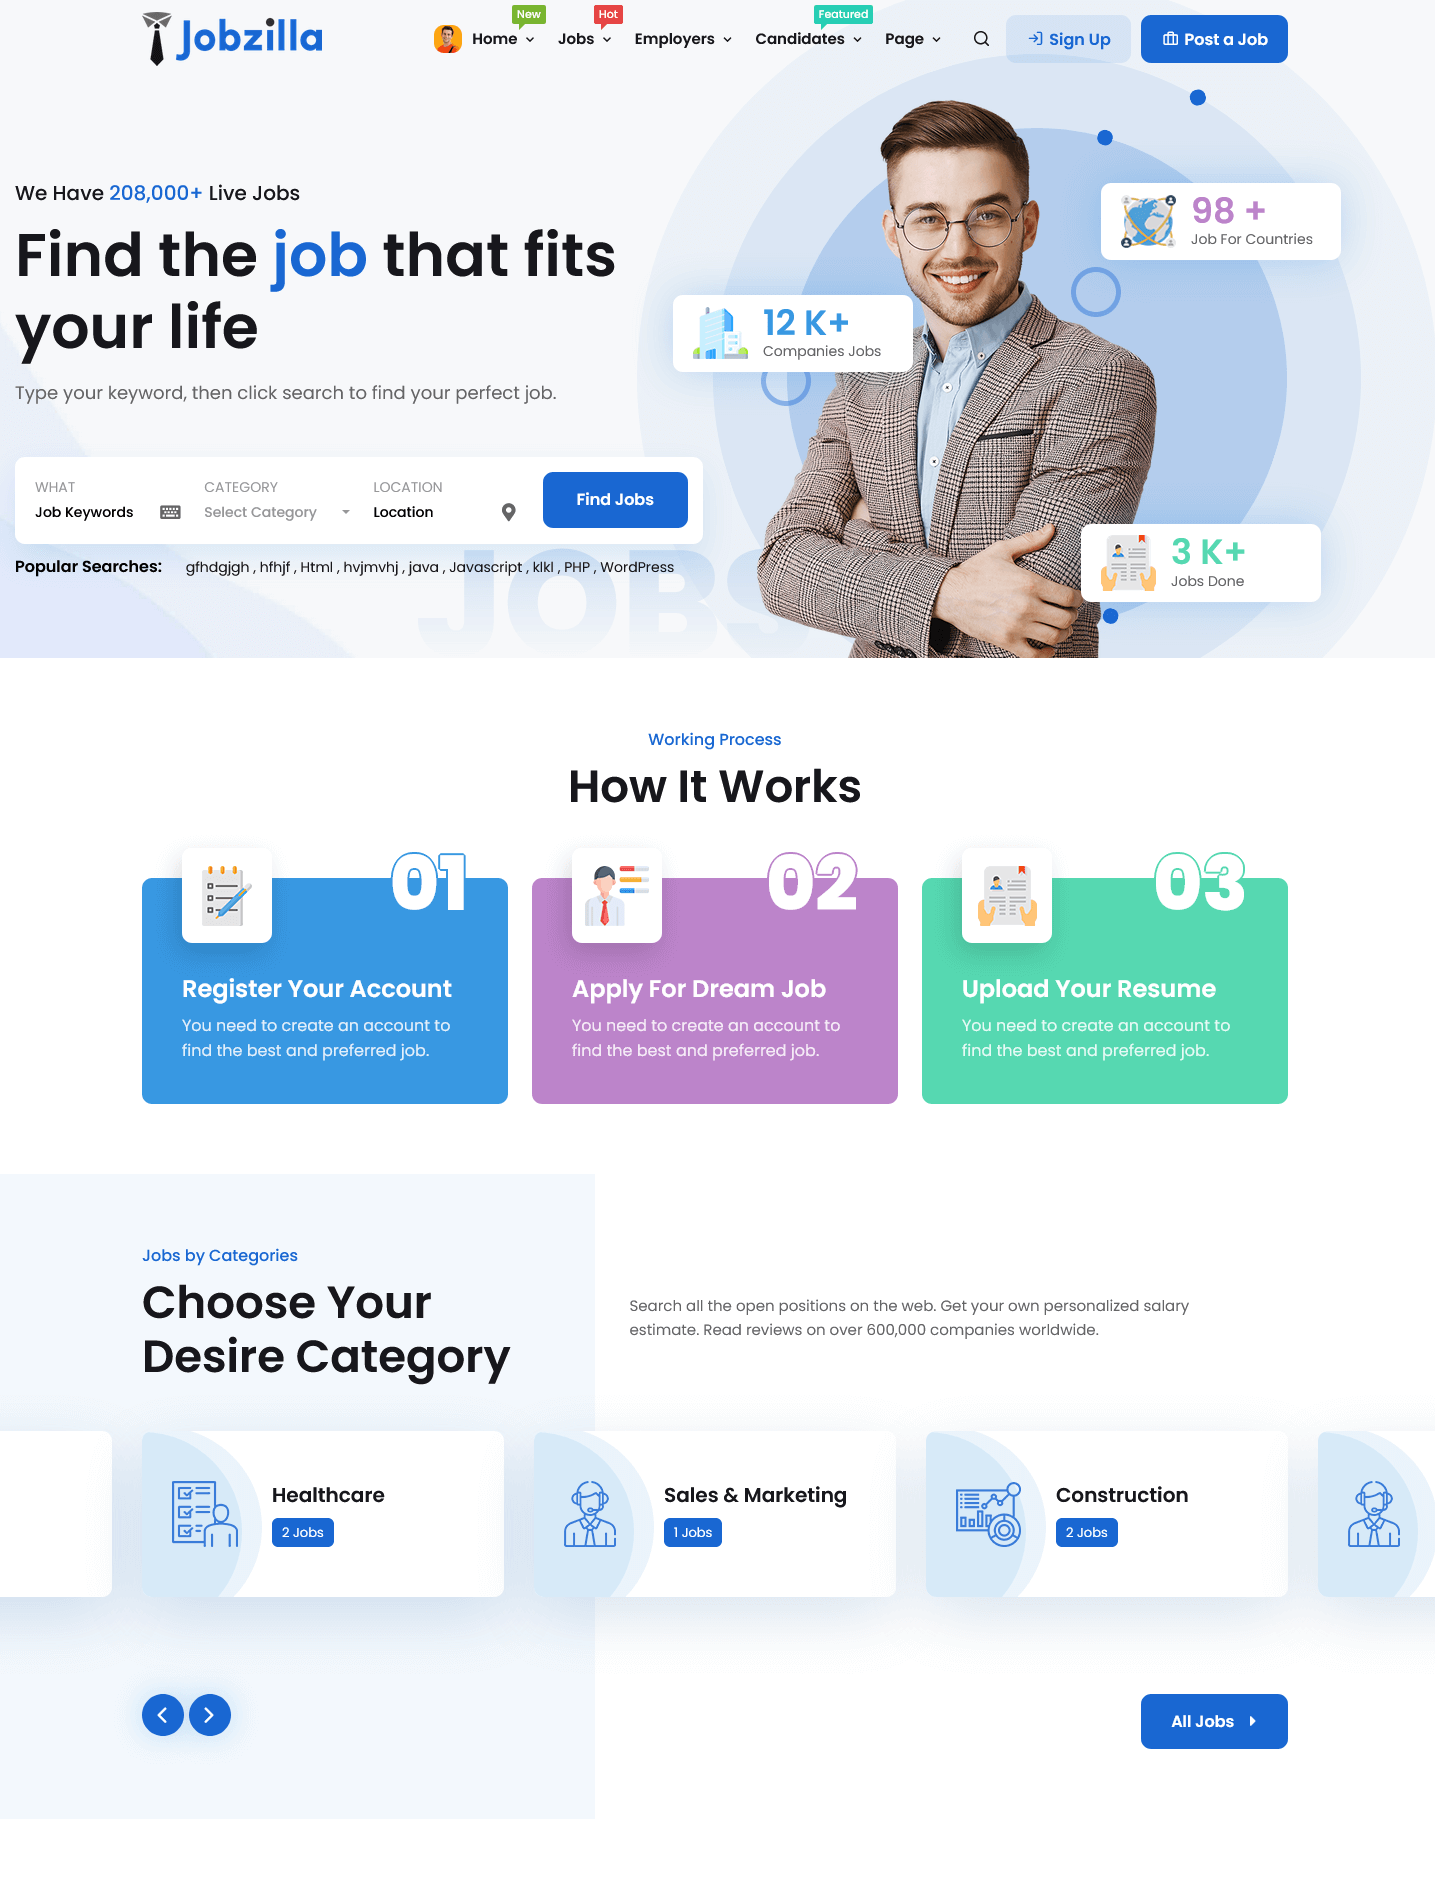 Jobzilla
New
Hot
Featured
Home
Jobs
Employers
Candidates
Page
Sign Up
Post a Job
We Have 208,000+ Live Jobs
Find the job that fits
your life
Type your keyword, then click search to find your perfect job.
98 +
Job For Countries
12 K+
Companies Jobs
WHAT
Job Keywords
CATEGORY
Select Category
LOCATION
Location
Find Jobs
3 K+
Jobs Done
Popular Searches: gfhdgjgh , hfhjf , Html , hvjmvhj , java , Javascript , klkl , PHP , WordPress
JOBS
Working Process
How It Works
01
Register Your Account
You need to create an account to
find the best and preferred job.
02
Apply For Dream Job
You need to create an account to
find the best and preferred job.
03
Upload Your Resume
You need to create an account to
find the best and preferred job.
Jobs by Categories
Choose Your
Desire Category
Search all the open positions on the web. Get your own personalized salary
estimate. Read reviews on over 600,000 companies worldwide.
Healthcare
2 Jobs
Sales & Marketing
1 Jobs
Construction
2 Jobs
All Jobs